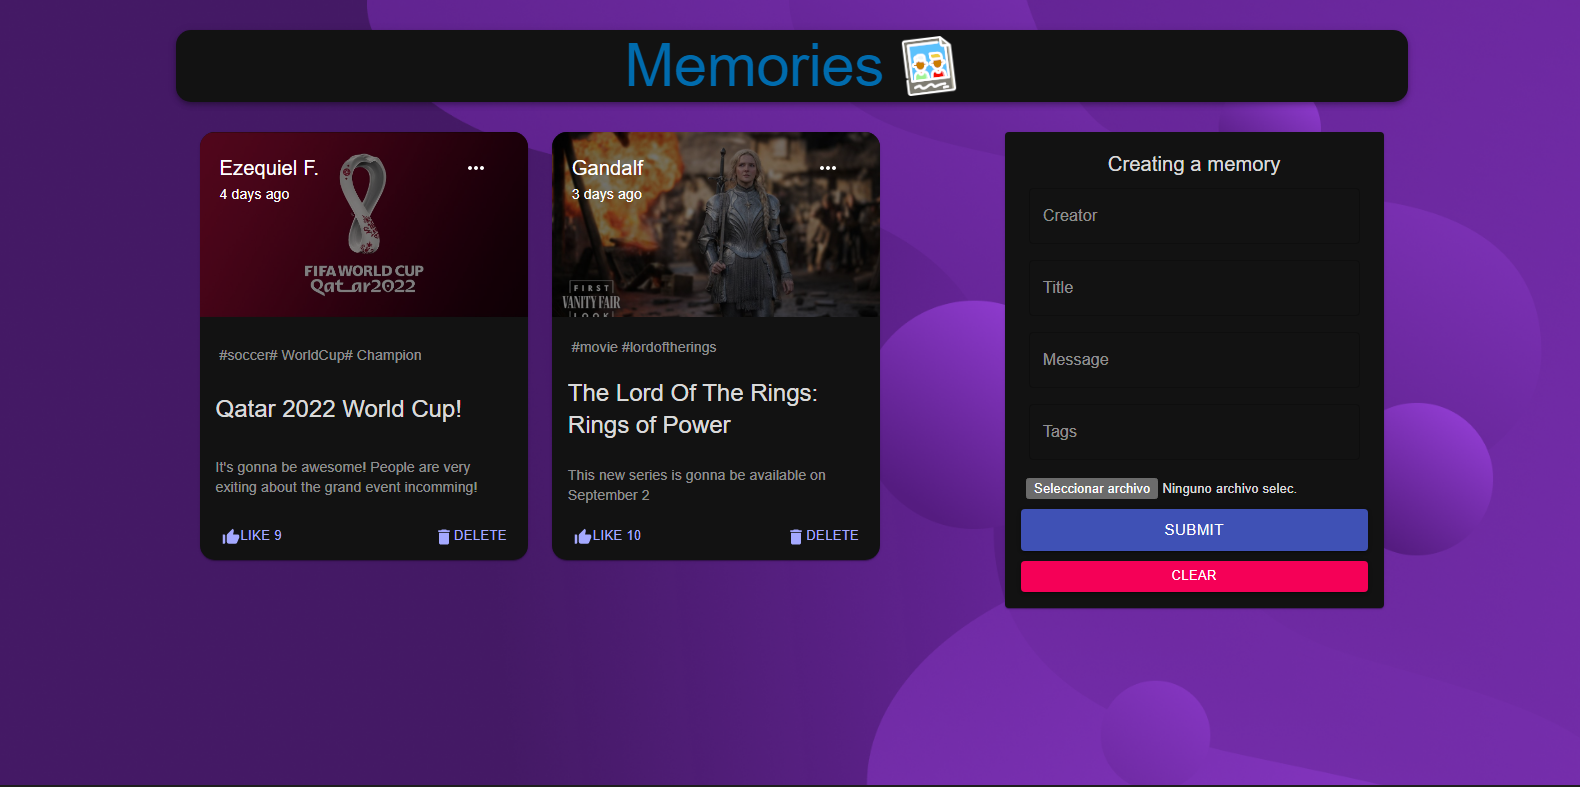 Memories
Ezequiel F.
4 days ago
FIFA WORLD CUP
Qatar2022
#soccer# WorldCup# Champion
Qatar 2022 World Cup!
It's gonna be awesome! People are very
exiting about the grand event incomming!
LIKE 9
DELETE
Gandalf
3 days ago
FIRST
VANITY FAIR
LOOK
#movie #lordoftherings
The Lord Of The Rings:
Rings of Power
This new series is gonna be available on
September 2
LIKE 10
DELETE
Creating a memory
Creator
Title
Message
Tags
Seleccionar archivo Ninguno archivo selec.
SUBMIT
CLEAR